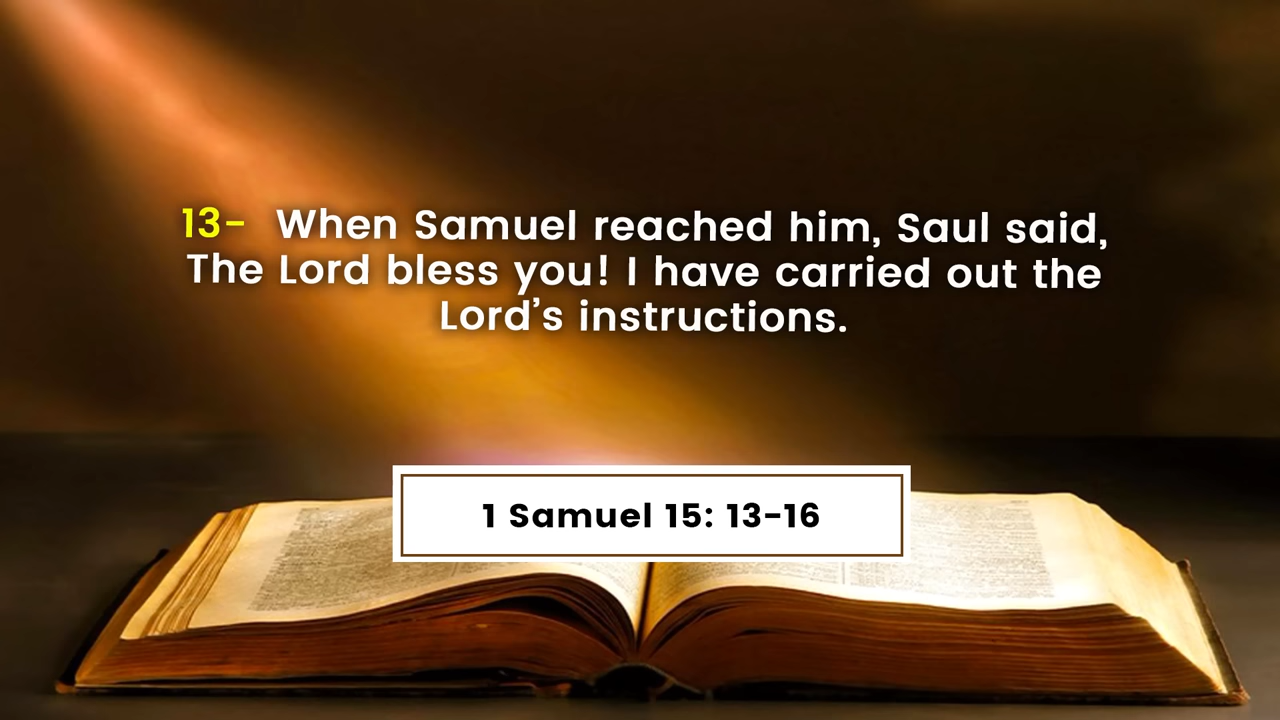 13- When Samuel reached him, Saul said,
The Lord bless you! I have carried out the
Lord’s instructions.
1 Samuel 15: 13-16